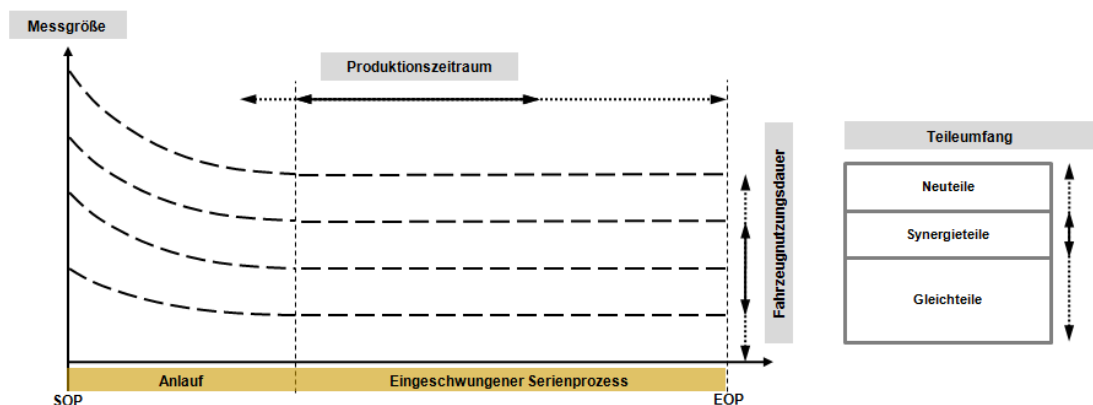 Messgröße
Produktionszeitraum
Fahrzeugnutzungsdauer
Teileumfang
Neuteile
Synergieteile
Gleichteile
Anlauf
Eingeschwungener Serienprozess
SOP
EOP